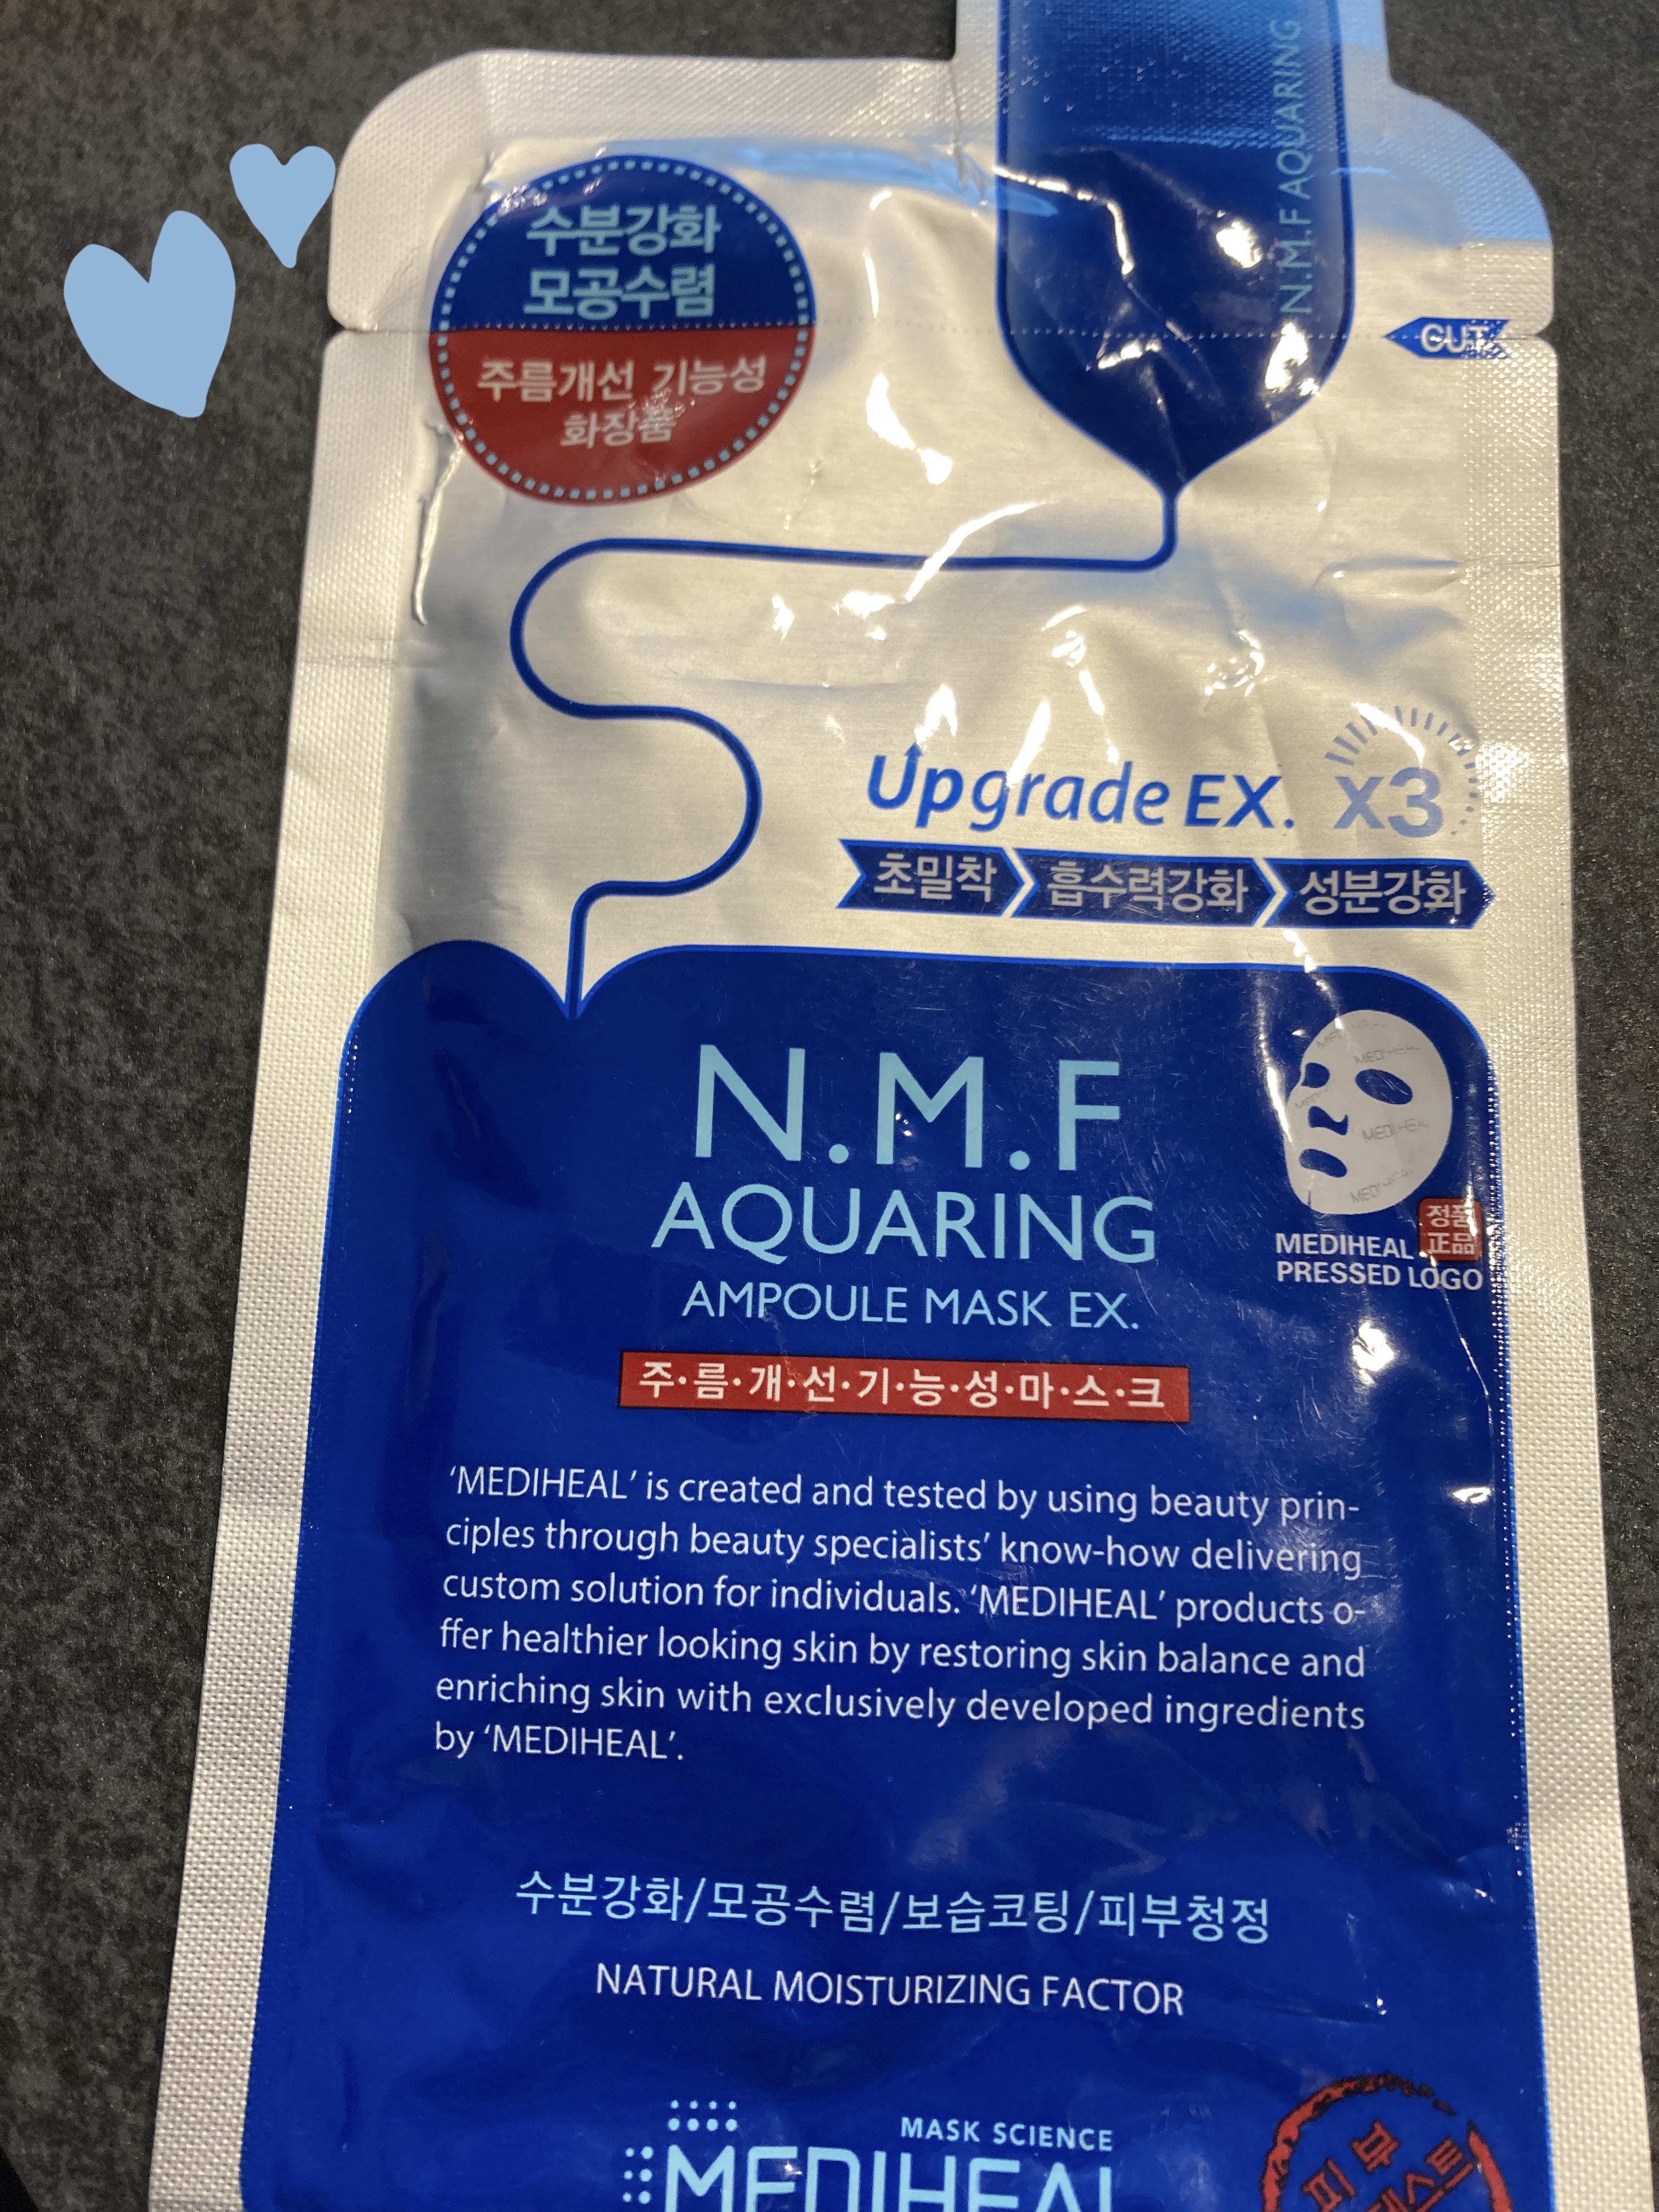 N.M.F AQUARING
수분강화
모공수렴
주름개선 기능성
화장품
CUT
Upgrade EX. x3
초밀착 흡수력강화 성분강화
N.M.F
AQUARING
AMPOULE MASK EX.
MEDIHEAL
MEDIHEAL
정품
正品
MEDIHEAL
PRESSED LOGO
주·름·개·선·기·능·성·마·스·크
‘MEDIHEAL’ is created and tested by using beauty prin-
ciples through beauty specialists’ know-how delivering
custom solution for individuals. ‘MEDIHEAL’ products o-
ffer healthier looking skin by restoring skin balance and
enriching skin with exclusively developed ingredients
by ‘MEDIHEAL’.
수분강화/모공수렴/보습코팅/피부청정
NATURAL MOISTURIZING FACTOR
MASK SCIENCE
MEDIHEAL
피부